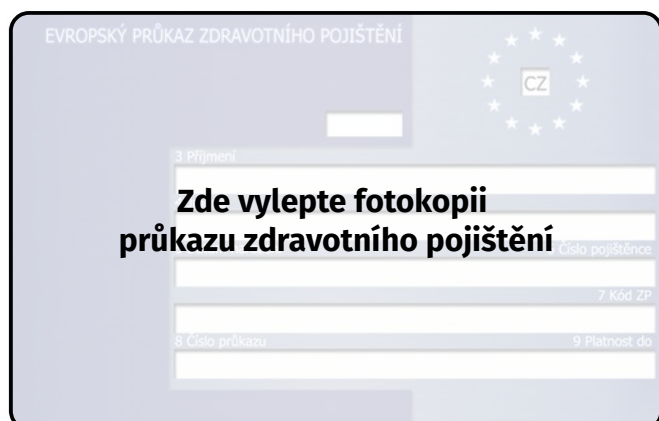 EVROPSKÝ PRŮKAZ ZDRAVOTNÍHO POJIŠTĚNÍ
CZ
3 Příjmení
Zde vylepte fotokopii
průkazu zdravotního pojištění
Číslo pojištěnce
7 Kód ZP
8 Číslo průkazu
9 Platnost do